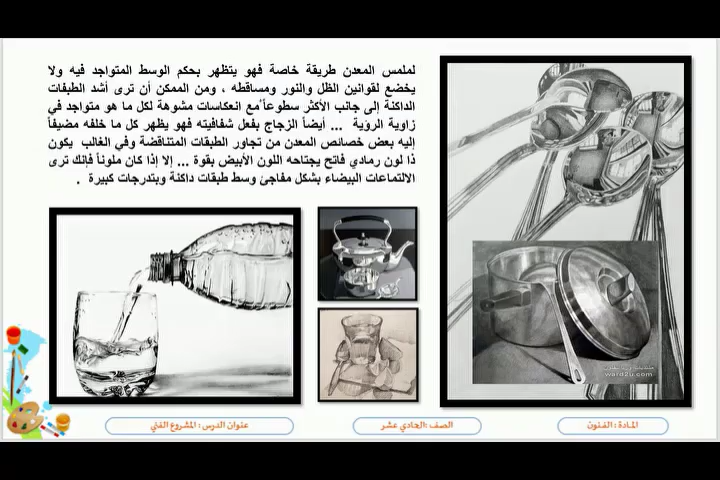 لملمس المعدن طريقة خاصة فهو يتظهر بحكم الوسط المتواجد فيه ولا
يخضع لقوانين الظل والنور ومساقطه ، ومن الممكن أن ترى أشد الطبقات
الداكنة إلى جانب الأكثر سطوعاً مع إنعكاسات مشوهة لكل ما هو متواجد في
زاوية الرؤية ... أيضاً الزجاج بفعل شفافيته فهو يظهر كل ما خلفه مضيفاً
إليه بعض خصائص المعدن من تجاور الطبقات المتناقضة وفي الغالب يكون
ذا لون رمادي فاتح يجتاحه اللون الأبيض بقوة ... إلا إذا كان ملوناً فإنك ترى
الالتماعات البيضاء بشكل مفاجئ وسط طبقات داكنة وبتدرجات كبيرة .
ward2u.com
المادة : الفنون
الصف :الحادي عشر
عنوان الدرس : المشروع الفني